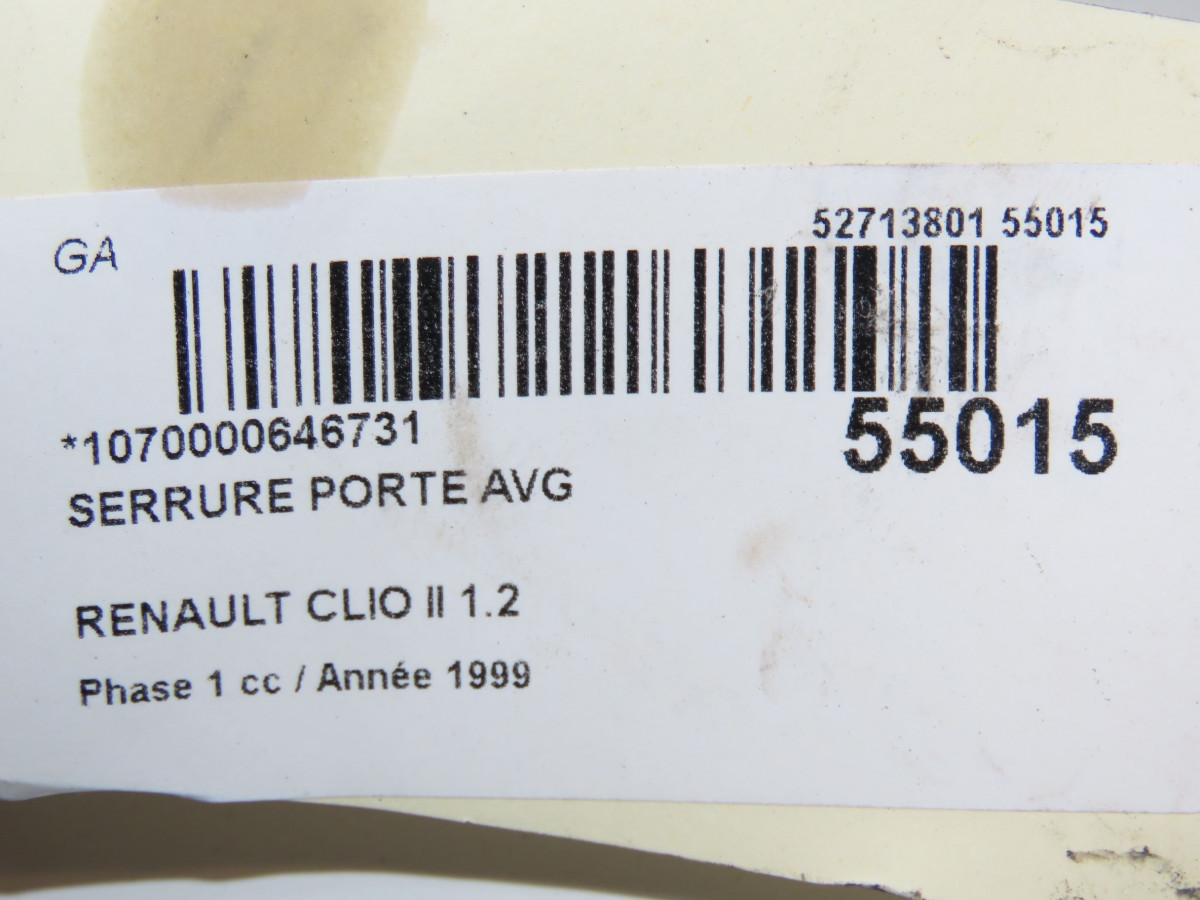 GA
52713801 55015
*1070000646731
55015
SERRURE PORTE AVG
RENAULT CLIO II 1.2
Phase 1 cc / Année 1999